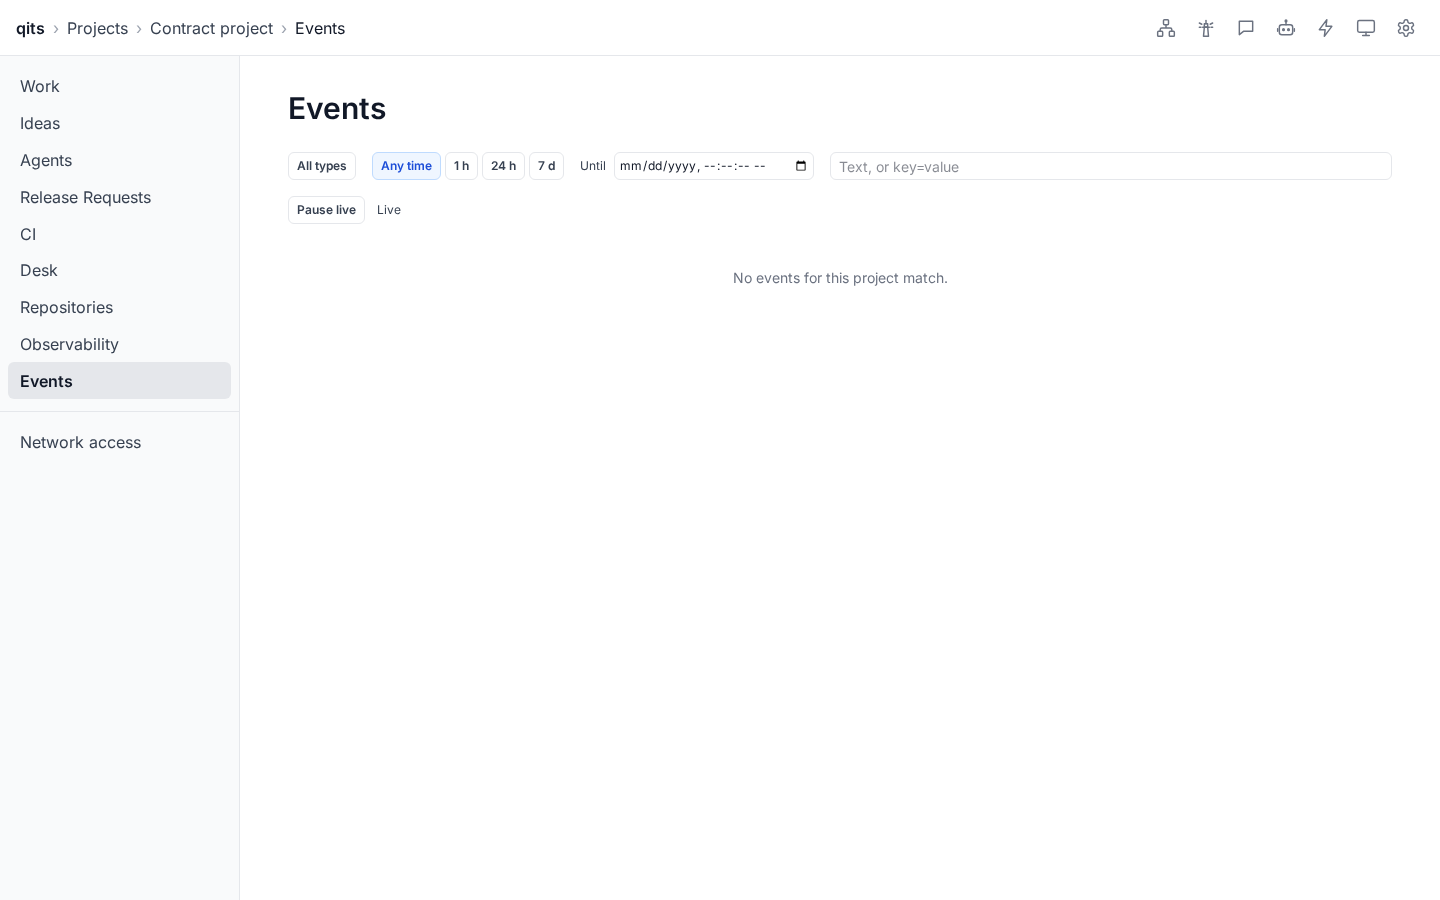 qits › Projects › Contract project › Events
Work
Ideas
Agents
Release Requests
CI
Desk
Repositories
Observability
Events
Network access
Events
All types Any time 1 h 24 h 7 d Until mm/dd/yyyy, --:--:-- -- Text, or key=value
Pause live Live
No events for this project match.